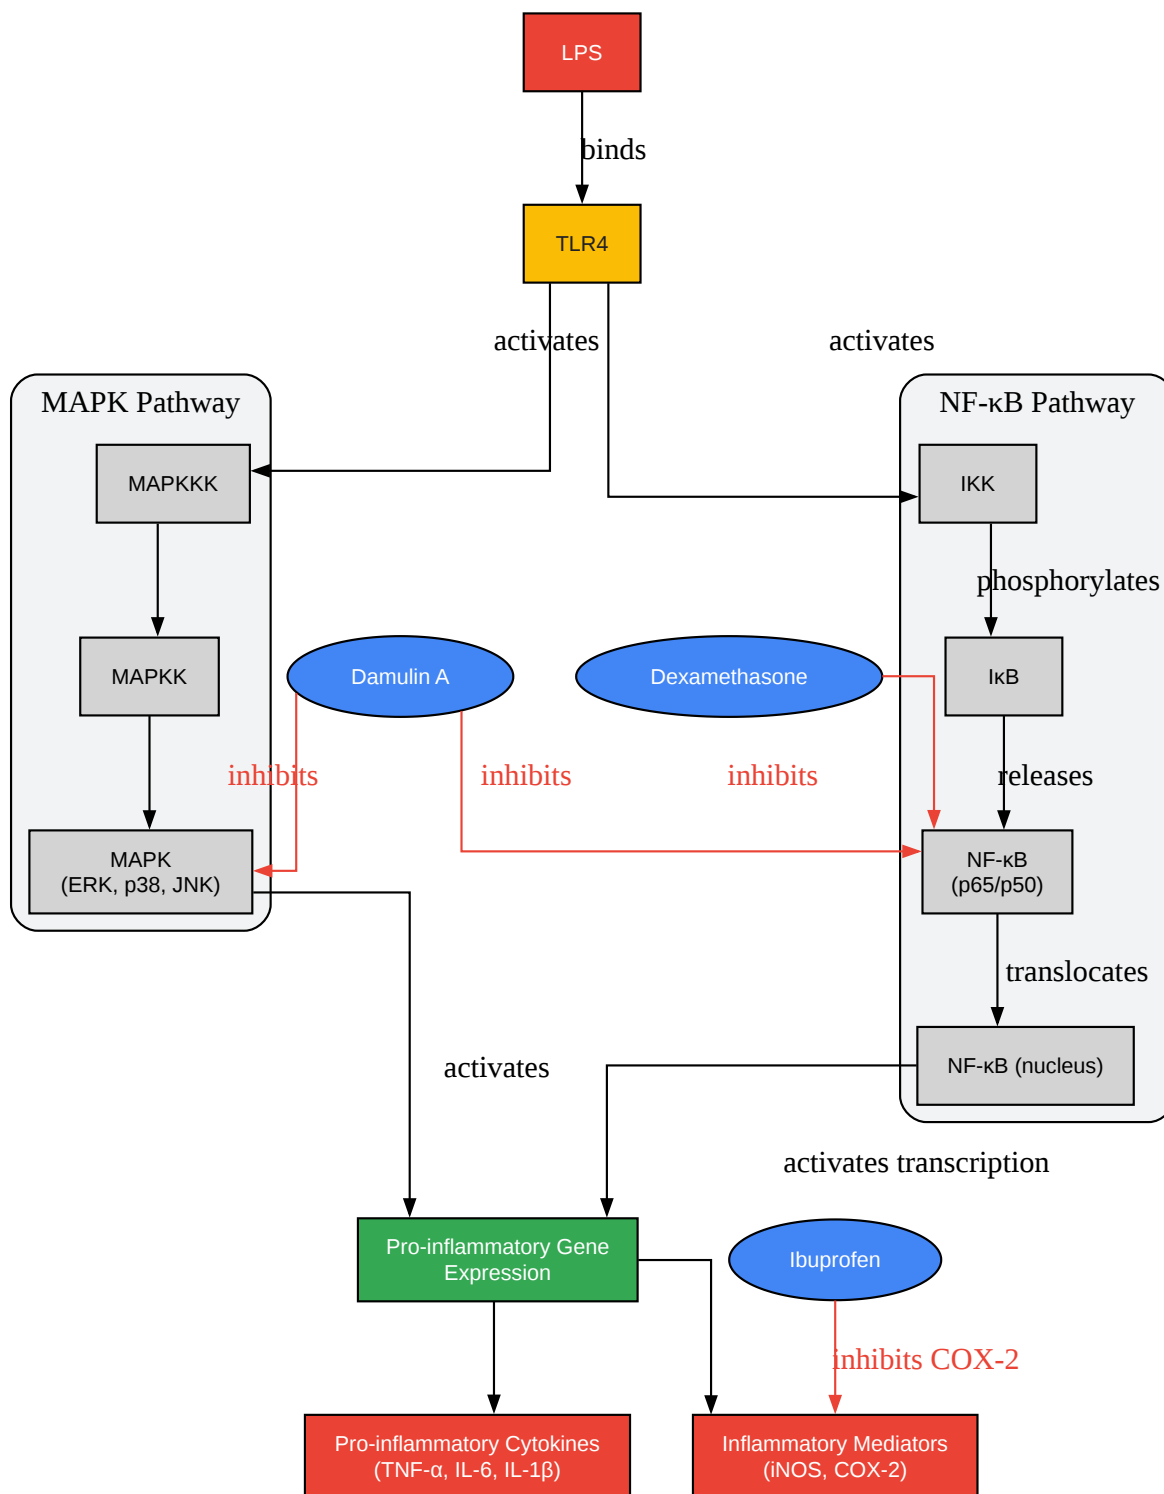 LPS
binds
TLR4
activates
activates
MAPK Pathway
NF-κB Pathway
MAPKKK
IKK
phosphorylates
MAPKK
Damulin A
Dexamethasone
IκB
inhibits
inhibits
inhibits
releases
MAPK
(ERK, p38, JNK)
NF-κB
(p65/p50)
translocates
NF-κB (nucleus)
activates
activates transcription
Pro-inflammatory Gene
Expression
Ibuprofen
inhibits COX-2
Pro-inflammatory Cytokines
(TNF-α, IL-6, IL-1β)
Inflammatory Mediators
(iNOS, COX-2)